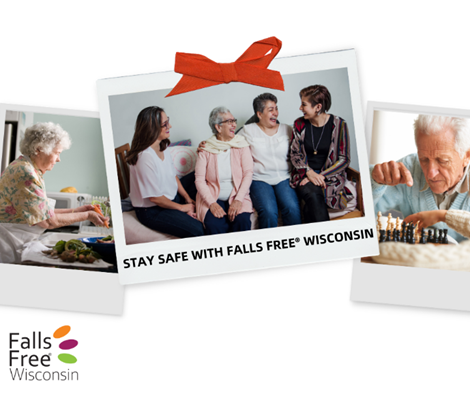 STAY SAFE WITH FALLS FREE® WISCONSIN
Falls
Free®
Wisconsin